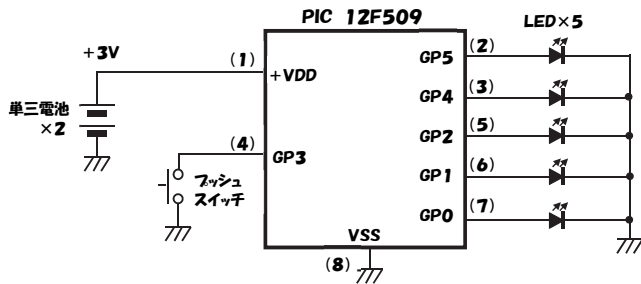 PIC 12F509
LED×5
+3V
(1)
+VDD
単三電池
×2
(4)
GP3
プッシュ
スイッチ
GP5
(2)
GP4
(3)
GP2
(5)
GP1
(6)
GP0
(7)
VSS
(8)